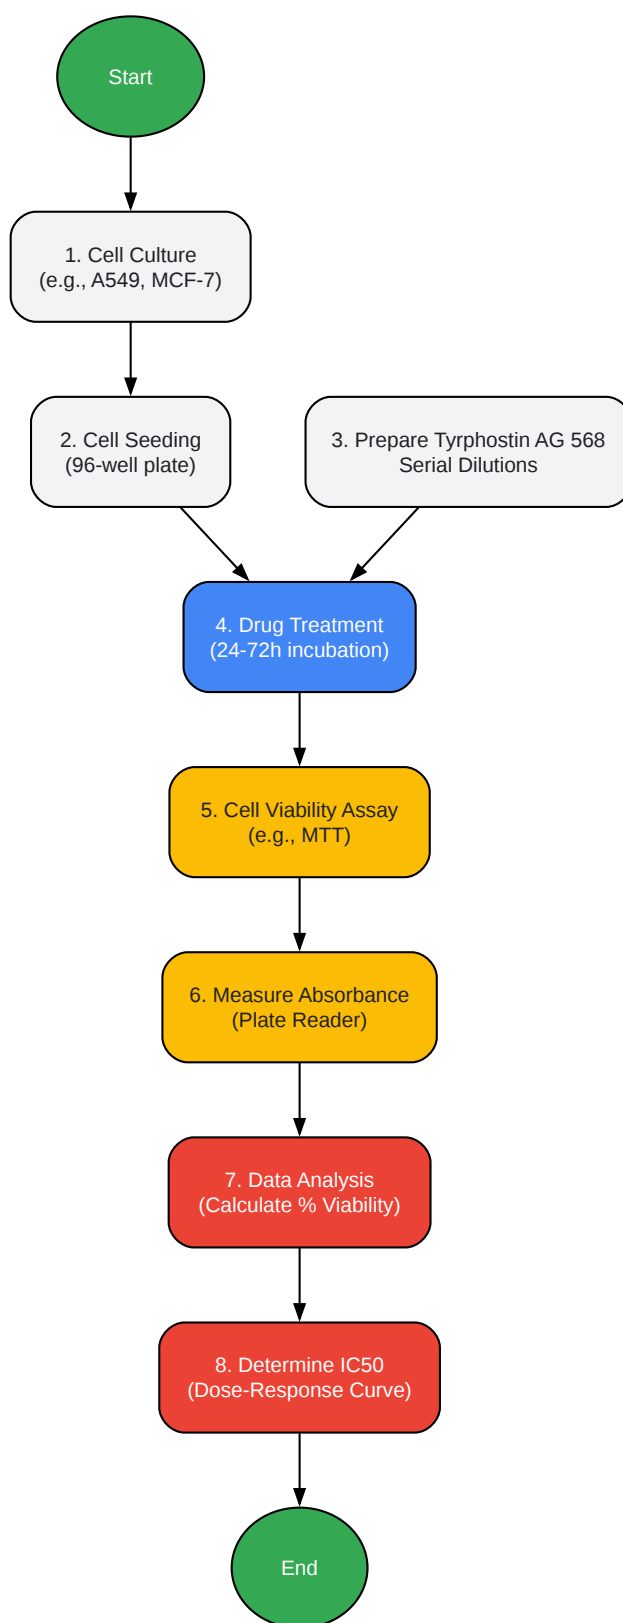 Start
1. Cell Culture
(e.g., A549, MCF-7)
2. Cell Seeding
(96-well plate)
3. Prepare Tyrphostin AG 568
Serial Dilutions
4. Drug Treatment
(24-72h incubation)
5. Cell Viability Assay
(e.g., MTT)
6. Measure Absorbance
(Plate Reader)
7. Data Analysis
(Calculate % Viability)
8. Determine IC50
(Dose-Response Curve)
End